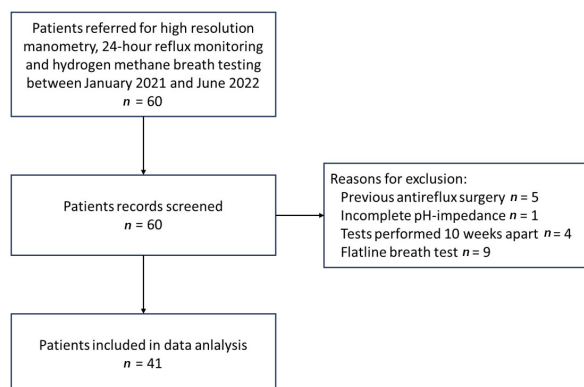 Patients referred for high resolution
manometry, 24-hour reflux monitoring
and hydrogen methane breath testing
between January 2021 and June 2022
n = 60
Patients records screened
n = 60
Reasons for exclusion:
Previous antireflux surgery n = 5
Incomplete pH-impedance n = 1
Tests performed 10 weeks apart n = 4
Flatline breath test n = 9
Patients included in data anlalysis
n = 41